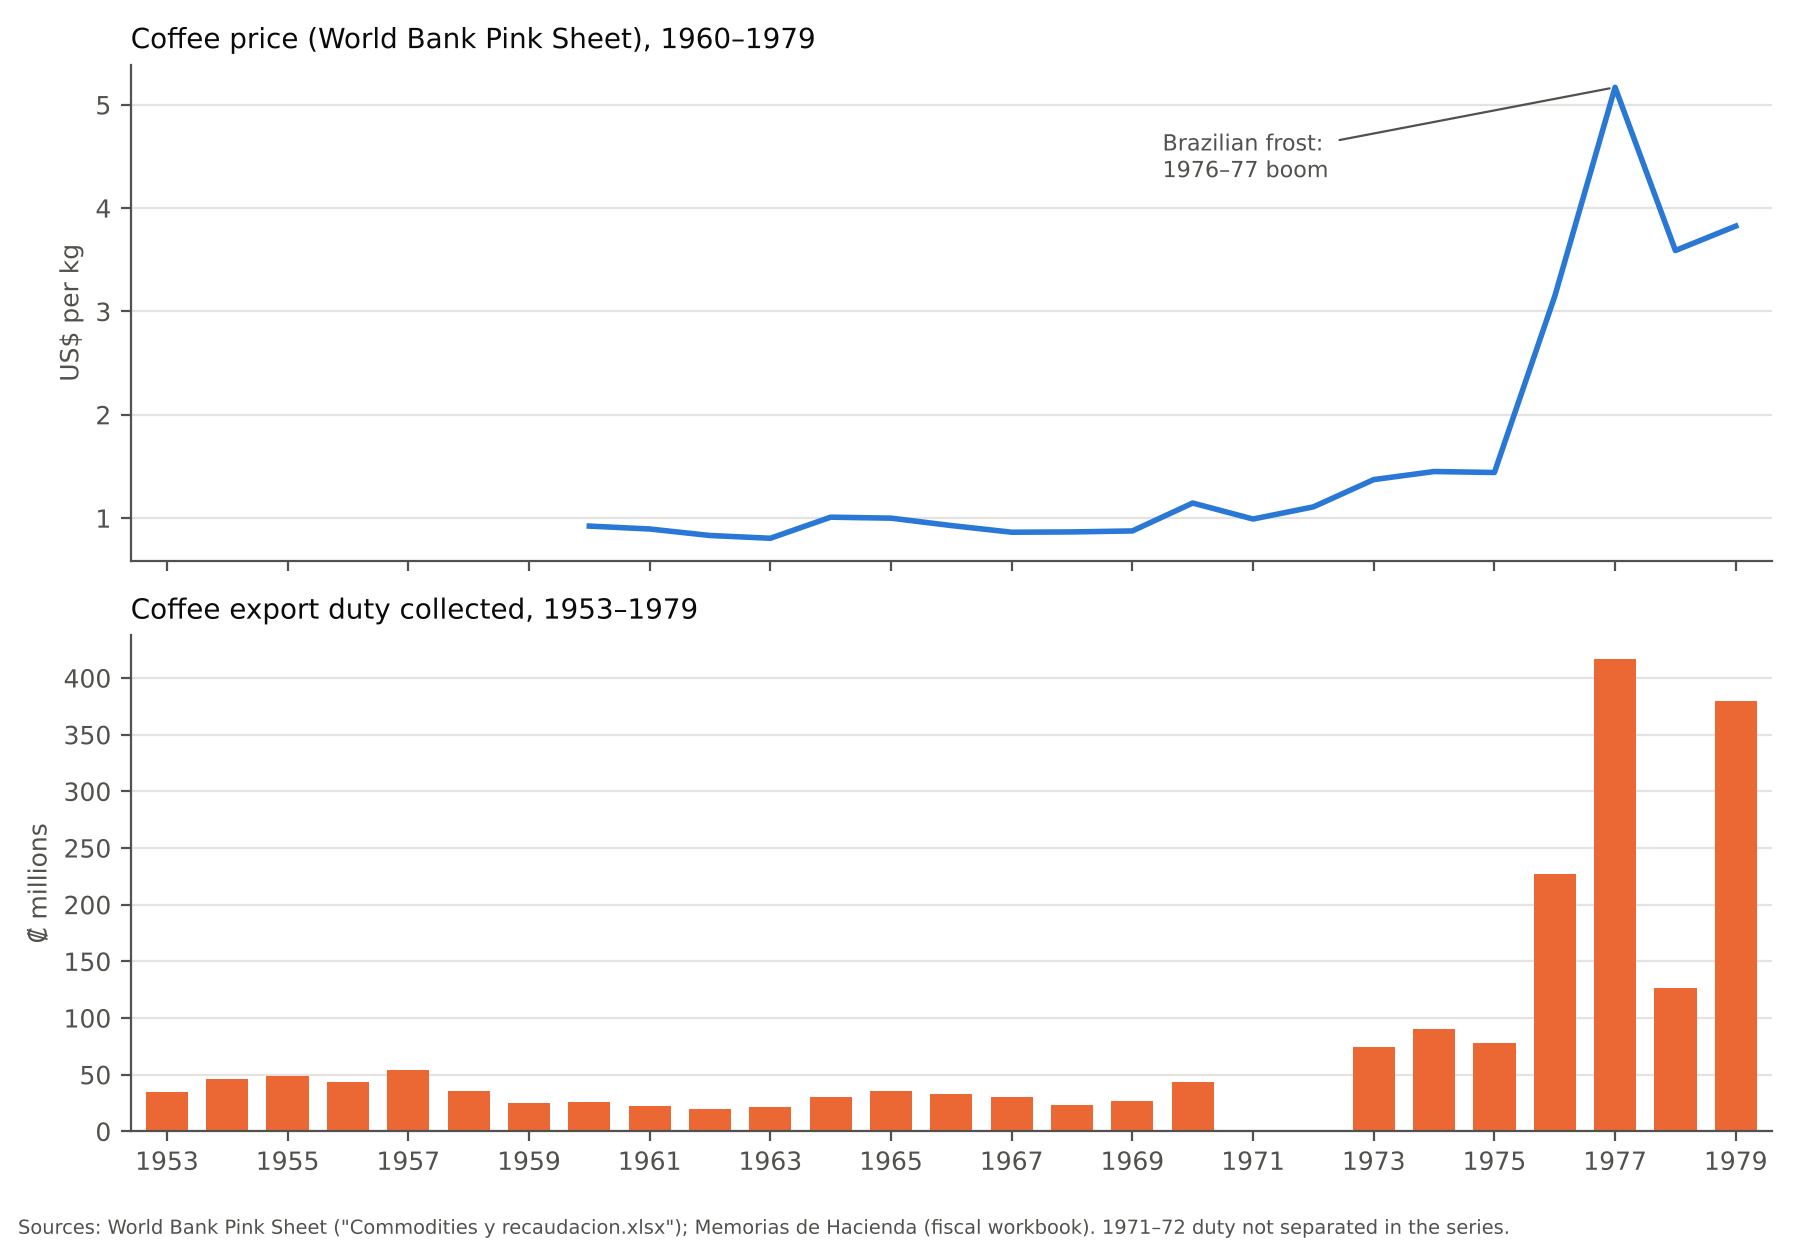 Coffee price (World Bank Pink Sheet), 1960–1979
US$ per kg
5
4
3
2
1
Brazilian frost:
1976–77 boom
Coffee export duty collected, 1953–1979
₡ millions
400
350
300
250
200
150
100
50
0
1953 1955 1957 1959 1961 1963 1965 1967 1969 1971 1973 1975 1977 1979
Sources: World Bank Pink Sheet ("Commodities y recaudacion.xlsx"); Memorias de Hacienda (fiscal workbook). 1971–72 duty not separated in the series.